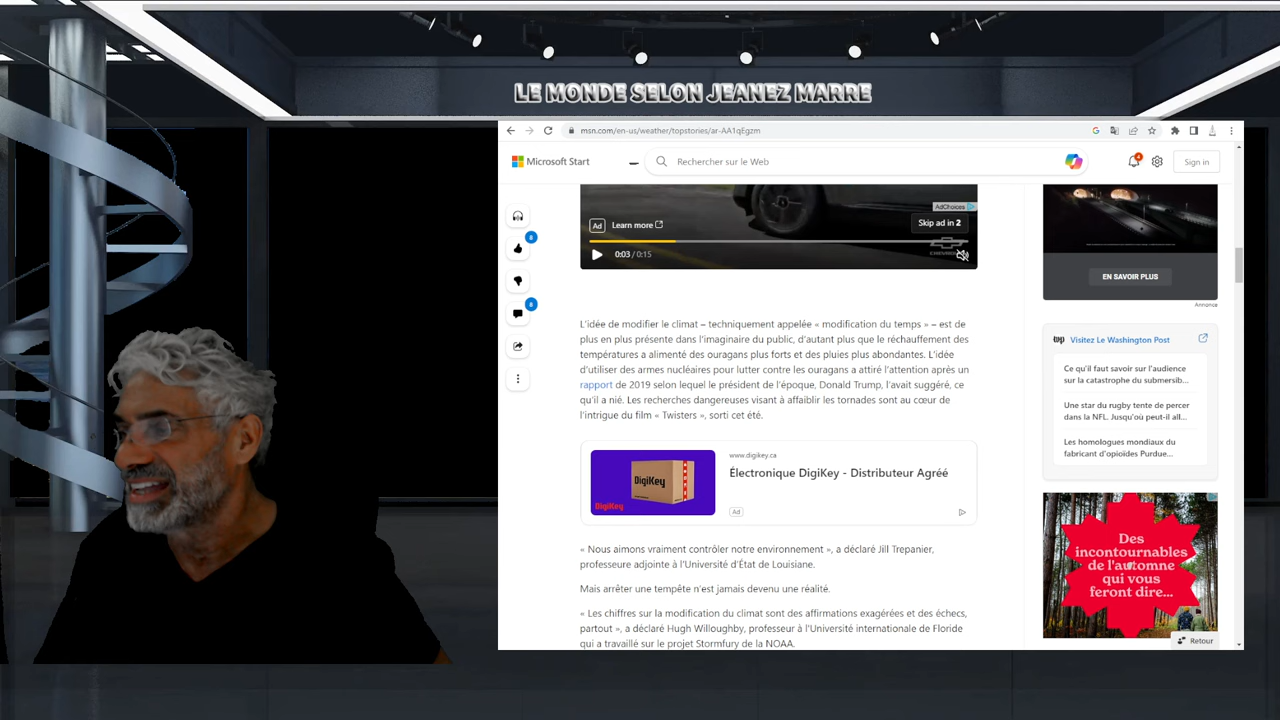 LE MONDE SELON JEANEZ MARRE
msn.com/en-us/weather/topstories/ar-AA1qEgzm
Microsoft Start
Rechercher sur le Web
4
Sign in
8
8
AdChoices
Ad Learn more
Skip ad in 2
0:03 / 0:15
CHEVROLET
EN SAVOIR PLUS
Annonce
L'idée de modifier le climat – techniquement appelée « modification du temps » – est de
plus en plus présente dans l'imaginaire du public, d'autant plus que le réchauffement des
températures a alimenté des ouragans plus forts et des pluies plus abondantes. L'idée
d'utiliser des armes nucléaires pour lutter contre les ouragans a attiré l'attention après un
rapport de 2019 selon lequel le président de l'époque, Donald Trump, l'avait suggéré, ce
qu'il a nié. Les recherches dangereuses visant à affaiblir les tornades sont au cœur de
l'intrigue du film « Twisters », sorti cet été.
DigiKey
DigiKey
www.digikey.ca
Électronique DigiKey - Distributeur Agréé
Ad
« Nous aimons vraiment contrôler notre environnement », a déclaré Jill Trepanier,
professeure adjointe à l'Université d'État de Louisiane.
Mais arrêter une tempête n'est jamais devenu une réalité.
« Les chiffres sur la modification du climat sont des affirmations exagérées et des échecs,
partout », a déclaré Hugh Willoughby, professeur à l'Université internationale de Floride
qui a travaillé sur le projet Stormfury de la NOAA.
wp Visitez Le Washington Post
Ce qu'il faut savoir sur l'audience
sur la catastrophe du submersib...
Une star du rugby tente de percer
dans la NFL. Jusqu'où peut-il all...
Les homologues mondiaux du
fabricant d'opioïdes Purdue...
Des
incontournables
de l'automne
qui vous
feront dire...
Retour